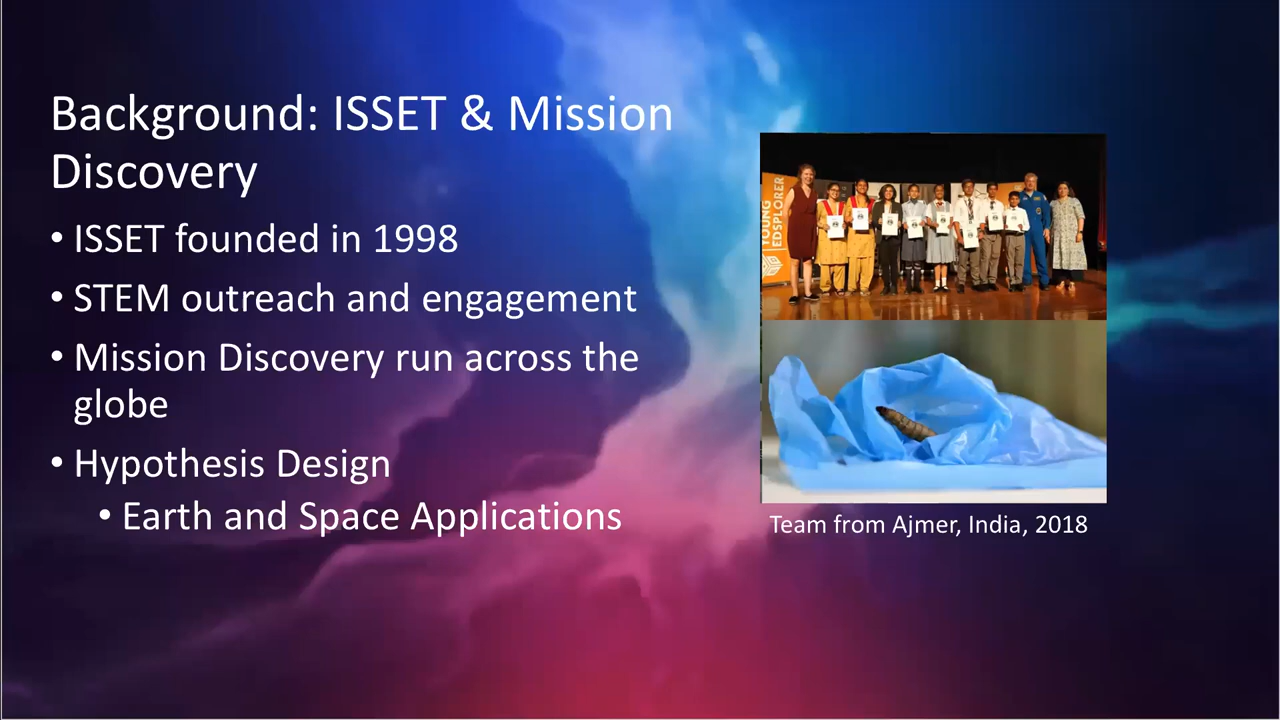 Background: ISSET & Mission
Discovery
• ISSET founded in 1998
• STEM outreach and engagement
• Mission Discovery run across the
globe
• Hypothesis Design
• Earth and Space Applications
YOUNG
EDSPLORER
Team from Ajmer, India, 2018